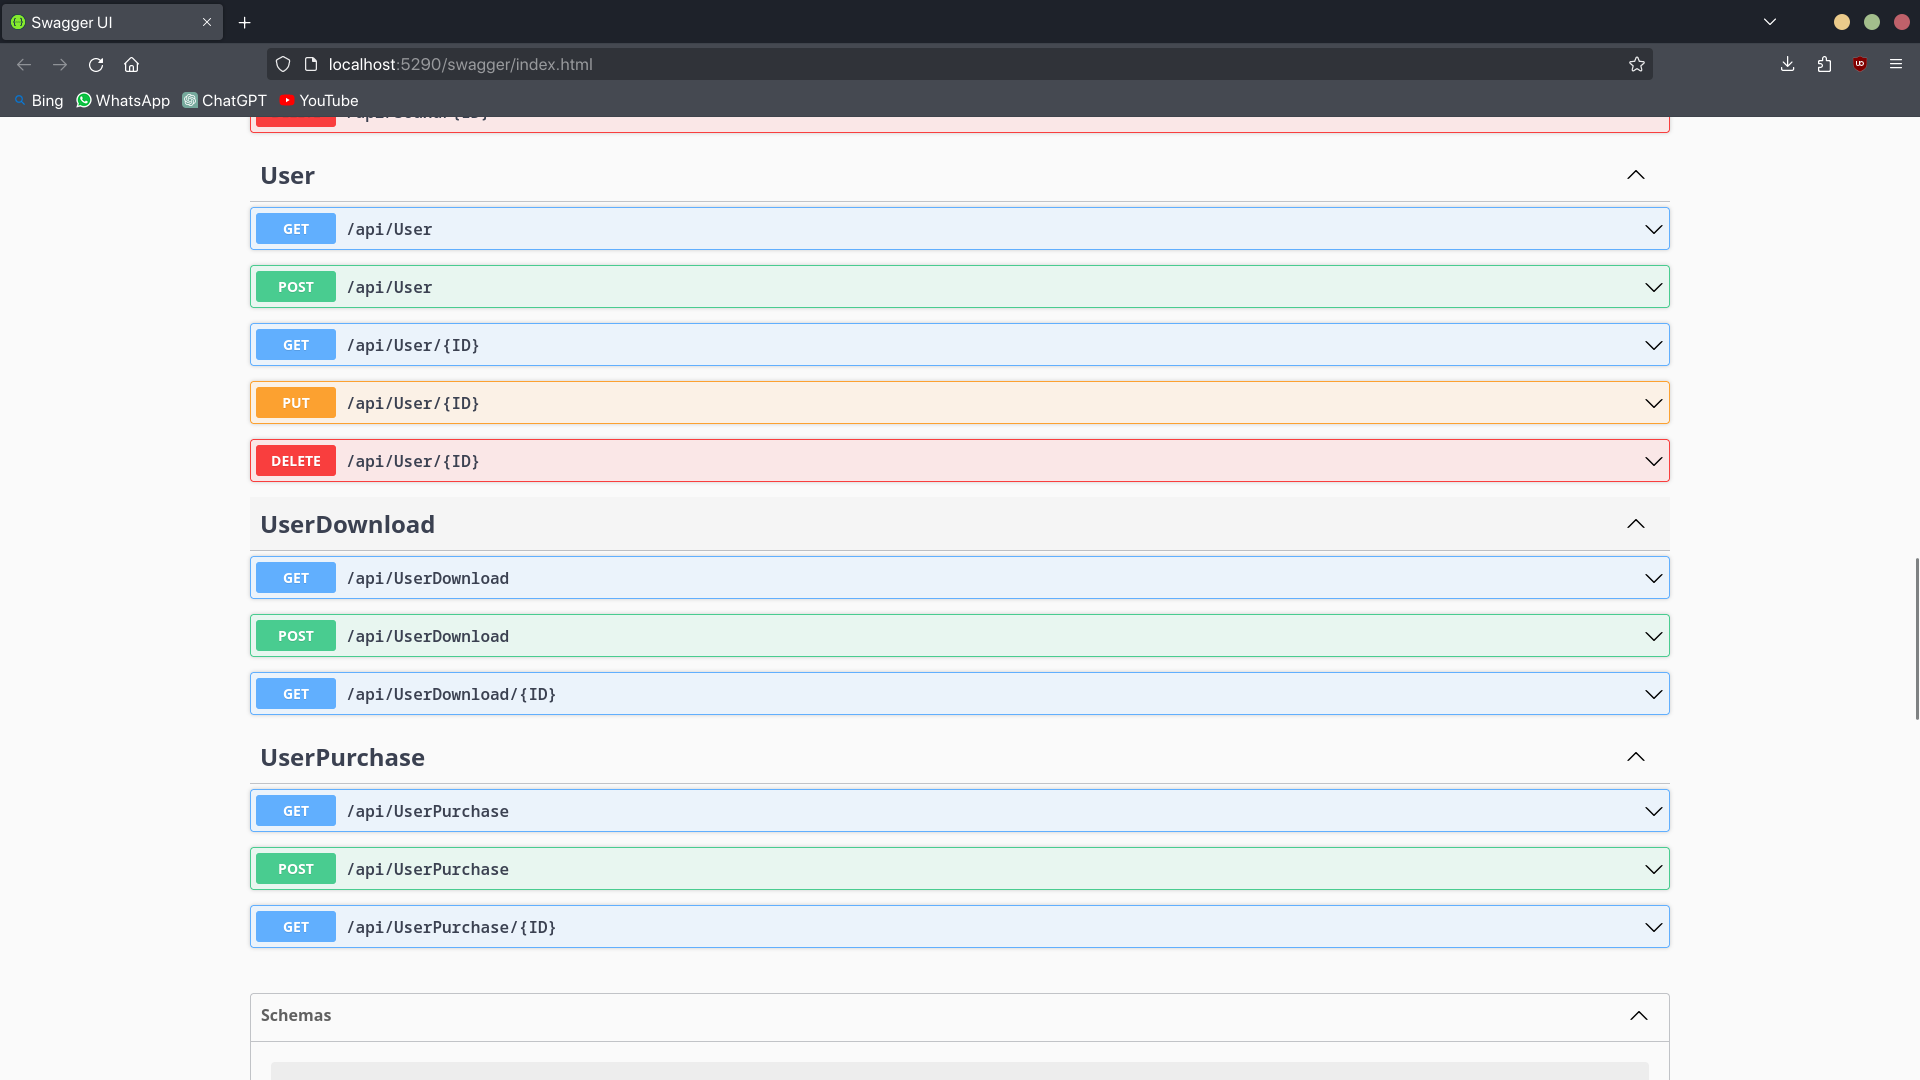 Swagger UI
localhost:5290/swagger/index.html
Bing WhatsApp ChatGPT YouTube
User
GET /api/User
POST /api/User
GET /api/User/{ID}
PUT /api/User/{ID}
DELETE /api/User/{ID}
UserDownload
GET /api/UserDownload
POST /api/UserDownload
GET /api/UserDownload/{ID}
UserPurchase
GET /api/UserPurchase
POST /api/UserPurchase
GET /api/UserPurchase/{ID}
Schemas